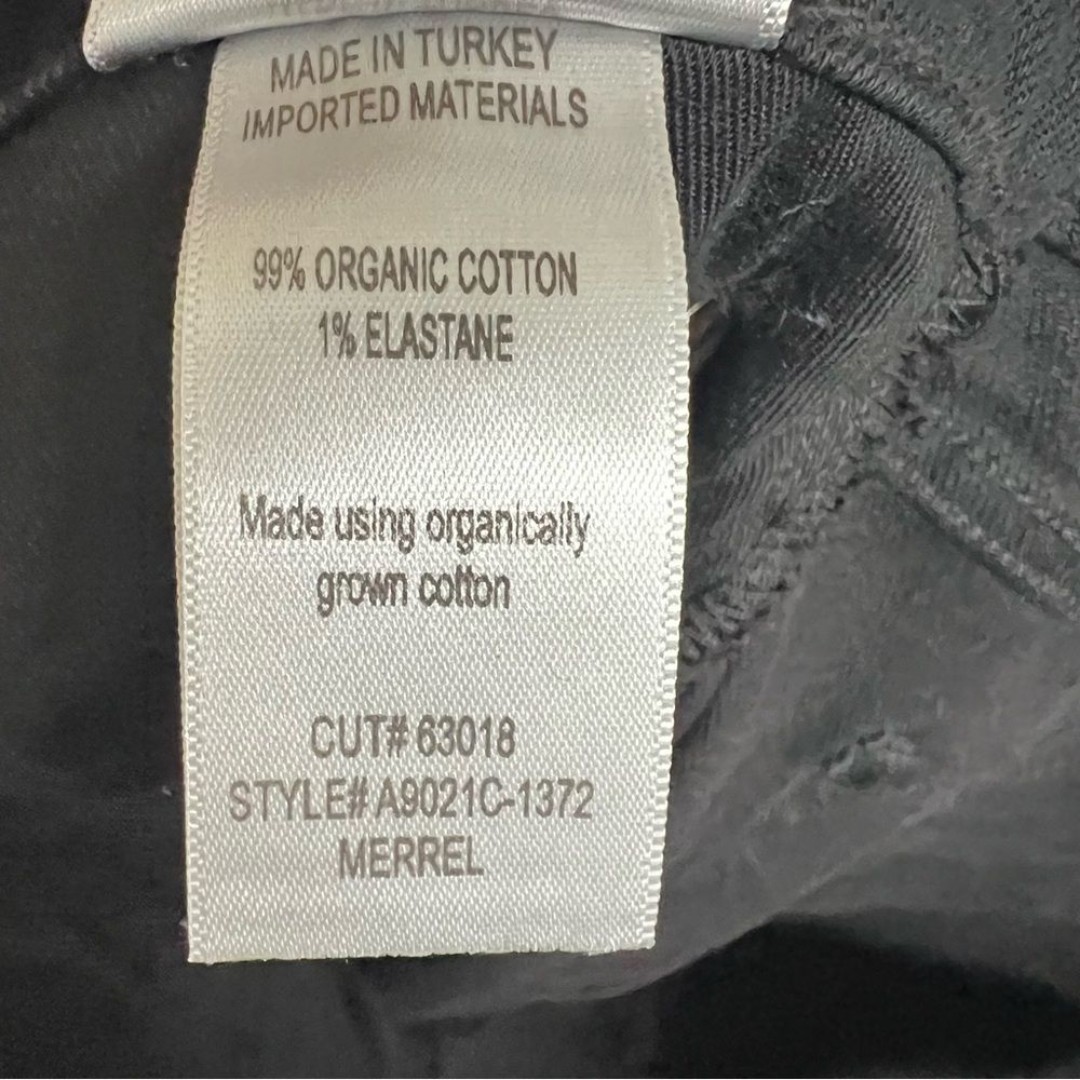 MADE IN TURKEY
IMPORTED MATERIALS
99% ORGANIC COTTON
1% ELASTANE
Made using organically
grown cotton
CUT# 63018
STYLE# A9021C-1372
MERREL